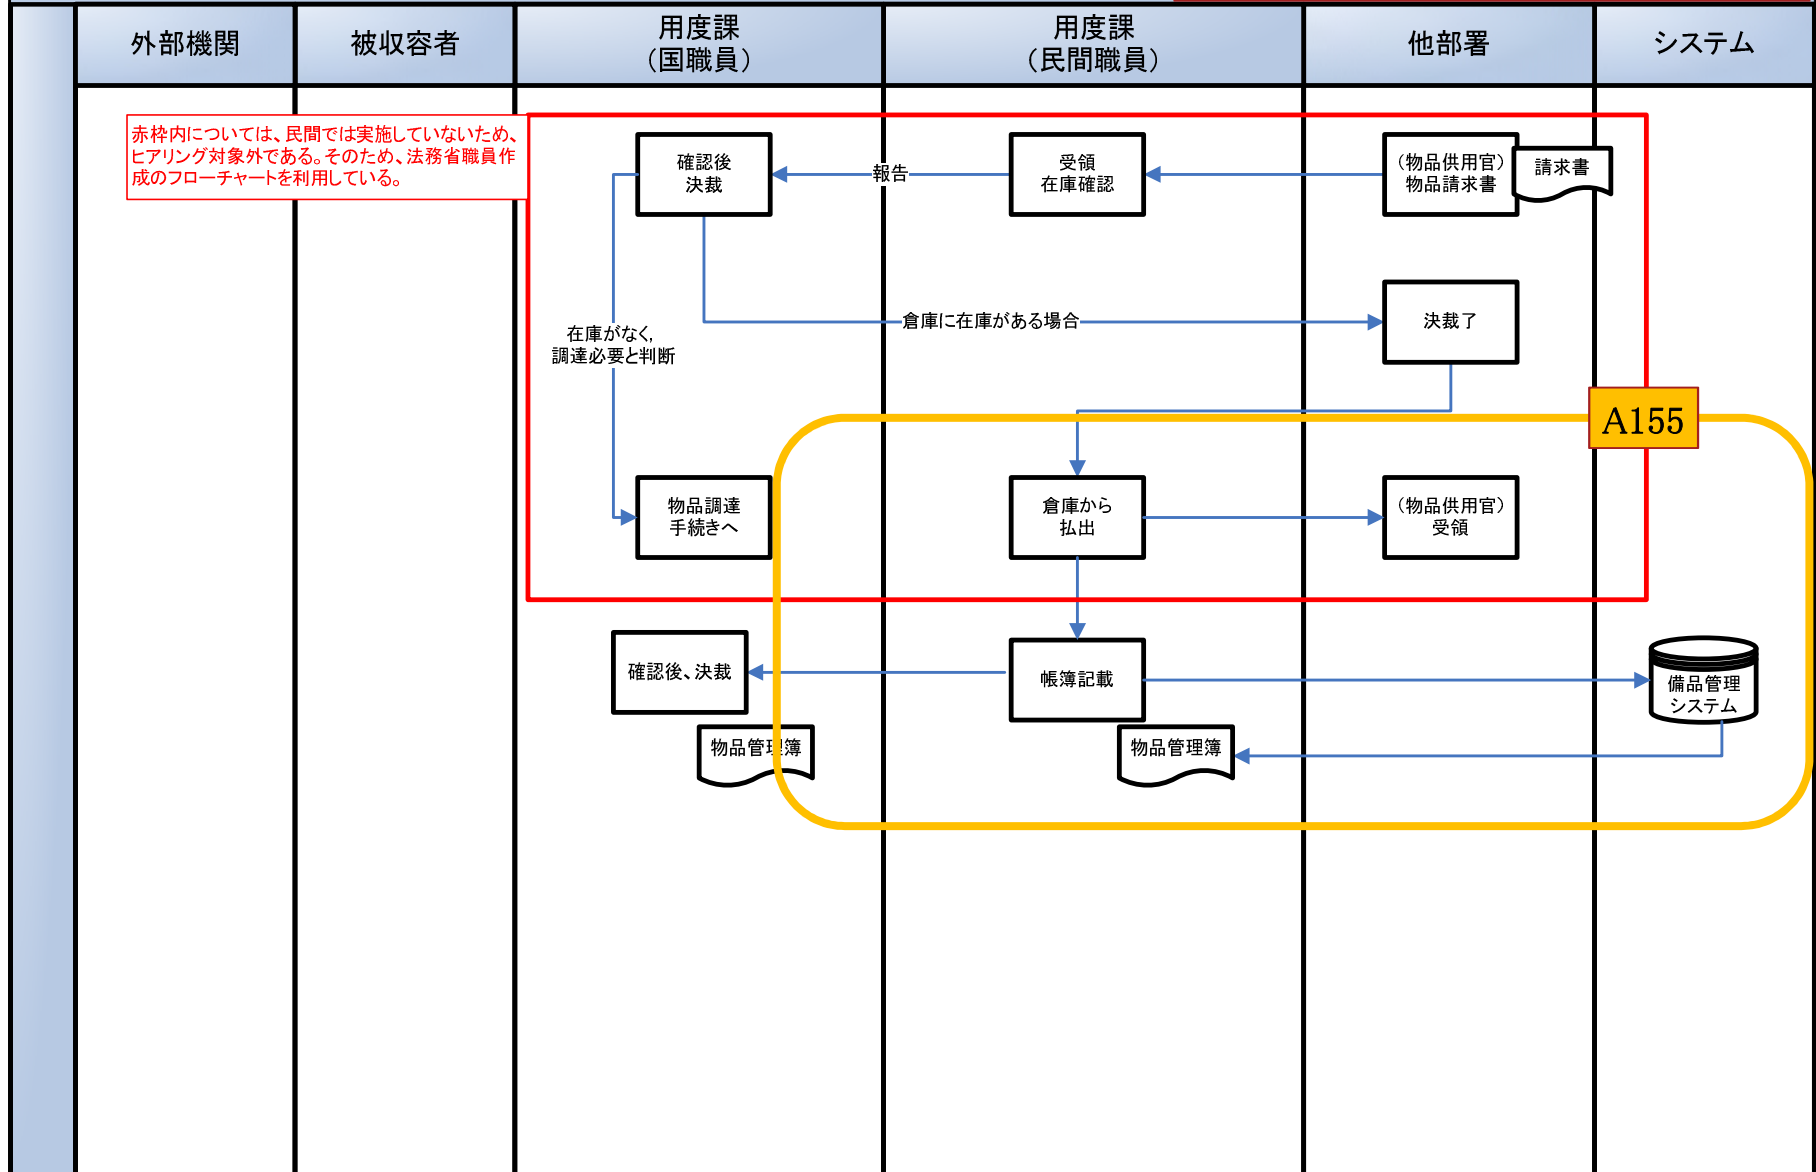 外部機関
被収容者
用度課
（国職員）
用度課
（民間職員）
他部署
システム
赤枠内については、民間では実施していないため、
ヒアリング対象外である。そのため、法務省職員作
成のフローチャートを利用している。
確認後
決裁
報告
受領
在庫確認
（物品供用官）
物品請求書
請求書
在庫がなく、
調達必要と判断
倉庫に在庫がある場合
決裁了
A155
物品調達
手続きへ
倉庫から
払出
（物品供用官）
受領
確認後、決裁
帳簿記載
備品管理
システム
物品管理簿
物品管理簿